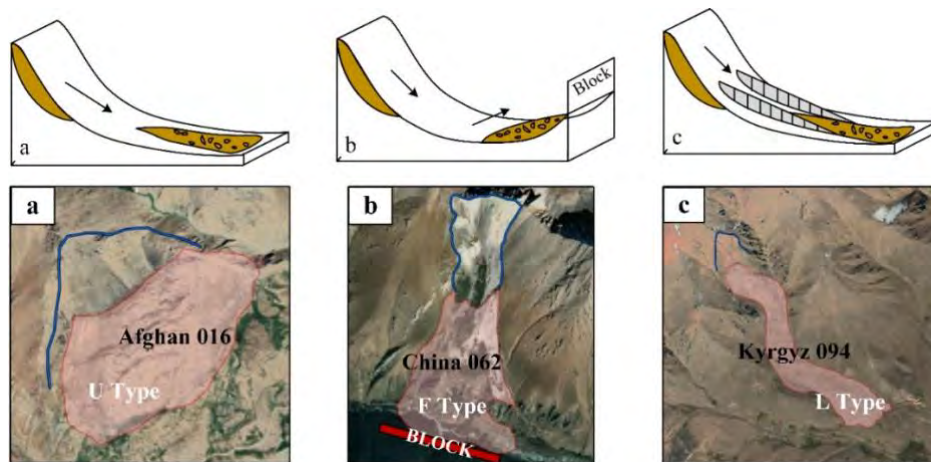 a
b
Block
c
a
Afghan 016
U Type
b
China 062
F Type
BLOCK
c
Kyrgyz 094
L Type